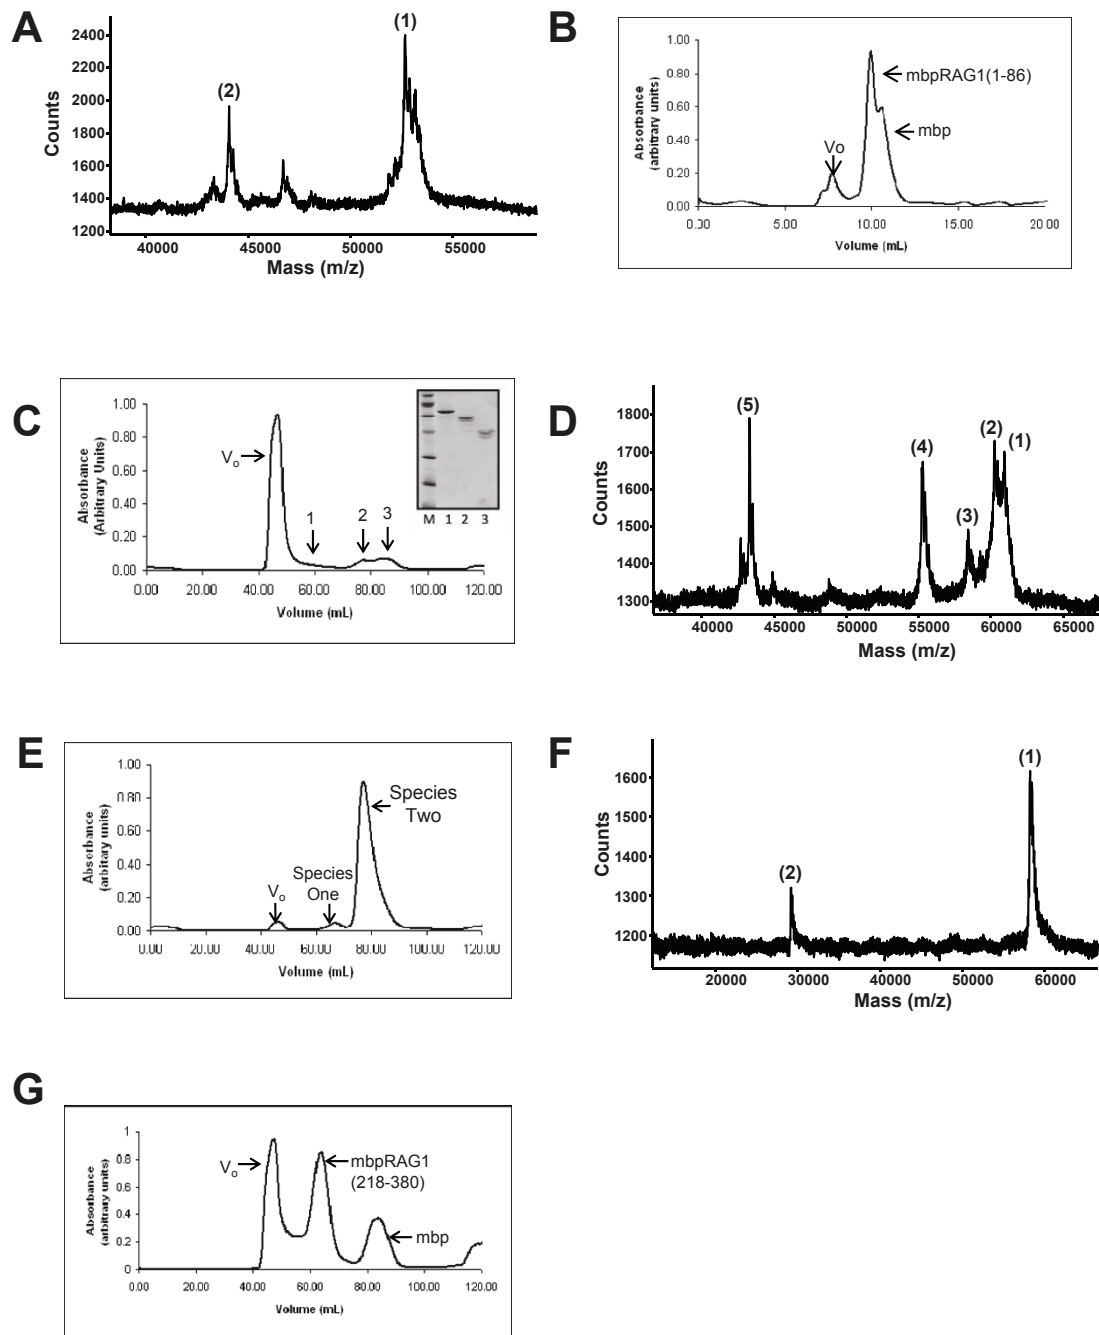 A
2400
2200
2000
1800
1600
1400
1200
Counts
(1)
(2)
40000 45000 50000 55000
Mass (m/z)
B
1.00
0.80
0.60
0.40
0.20
0.00
Absorbance
(arbitrary units)
mbpRAG1(1-86)
mbp
Vo
0.00 5.00 10.00 15.00 20.00
Volume (mL)
C
1.00
0.80
0.60
0.40
0.20
0.00
Absorbance
(Arbitrary Units)
Vo
1 2 3
M 1 2 3
0.00 20.00 40.00 60.00 80.00 100.00 120.00
Volume (mL)
D
1800
1700
1600
1500
1400
1300
Counts
(5)
(4)
(3)
(2)
(1)
40000 45000 50000 55000 60000 65000
Mass (m/z)
E
1.00
0.80
0.60
0.40
0.20
0.00
Absorbance
(arbitary units)
Vo
Species
One
Species
Two
0.00 20.00 40.00 60.00 80.00 100.00 120.00
Volume (mL)
F
1600
1500
1400
1300
1200
Counts
(1)
(2)
20000 30000 40000 50000 60000
Mass (m/z)
G
1
0.8
0.6
0.4
0.2
0
Absorbance
(arbitrary units)
Vo
mbpRAG1
(218-380)
mbp
0.00 20.00 40.00 60.00 80.00 100.00 120.00
Volume (mL)